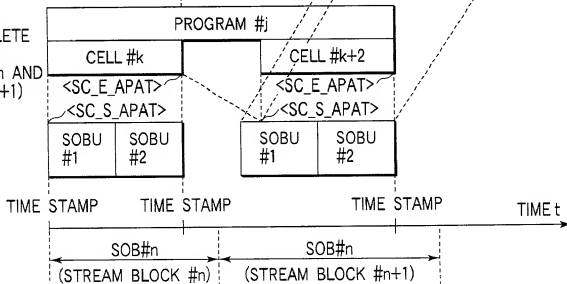 PROGRAM #j
LETE
CELL #k
CELL #k+2
n AND
+1)
<SC_E_APAT>
<SC_E_APAT>
<SC_S_APAT>
<SC_S_APAT>
SOBU #1
SOBU #2
SOBU #1
SOBU #2
TIME STAMP
TIME STAMP
TIME STAMP
TIME t
SOB#n
SOB#n
(STREAM BLOCK #n)
(STREAM BLOCK #n+1)